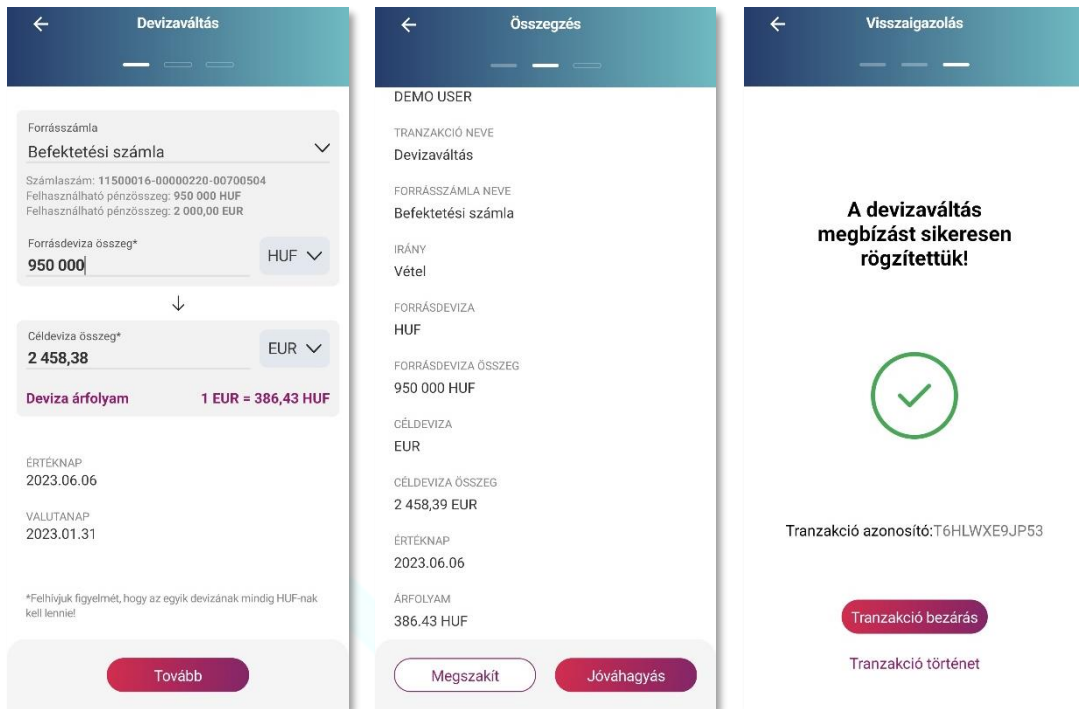 Devizaváltás
Forrásszámla
Befektetési számla
Számlaszám: 11500016-00000220-00700504
Felhasználható pénzösszeg: 950 000 HUF
Felhasználható pénzösszeg: 2 000,00 EUR
Forrásdeviza összeg*
950 000
HUF
Céldeviza összeg*
2 458,38
EUR
Deviza árfolyam 1 EUR = 386,43 HUF
ÉRTÉKNAP
2023.06.06
VALUTANAP
2023.01.31
*Felhívjuk figyelmét, hogy az egyik devizának mindig HUF-nak
kell lennie!
Tovább
Összegzés
DEMO USER
TRANZAKCIÓ NEVE
Devizaváltás
FORRÁSSZÁMLA NEVE
Befektetési számla
IRÁNY
Vétel
FORRÁSDEVIZA
HUF
FORRÁSDEVIZA ÖSSZEG
950 000 HUF
CÉLDEVIZA
EUR
CÉLDEVIZA ÖSSZEG
2 458,39 EUR
ÉRTÉKNAP
2023.06.06
ÁRFOLYAM
386.43 HUF
Megszakít
Jóváhagyás
Visszaigazolás
A devizaváltás
megbízást sikeresen
rögzítettük!
Tranzakció azonosító:T6HLWXE9JP53
Tranzakció bezárás
Tranzakció történet